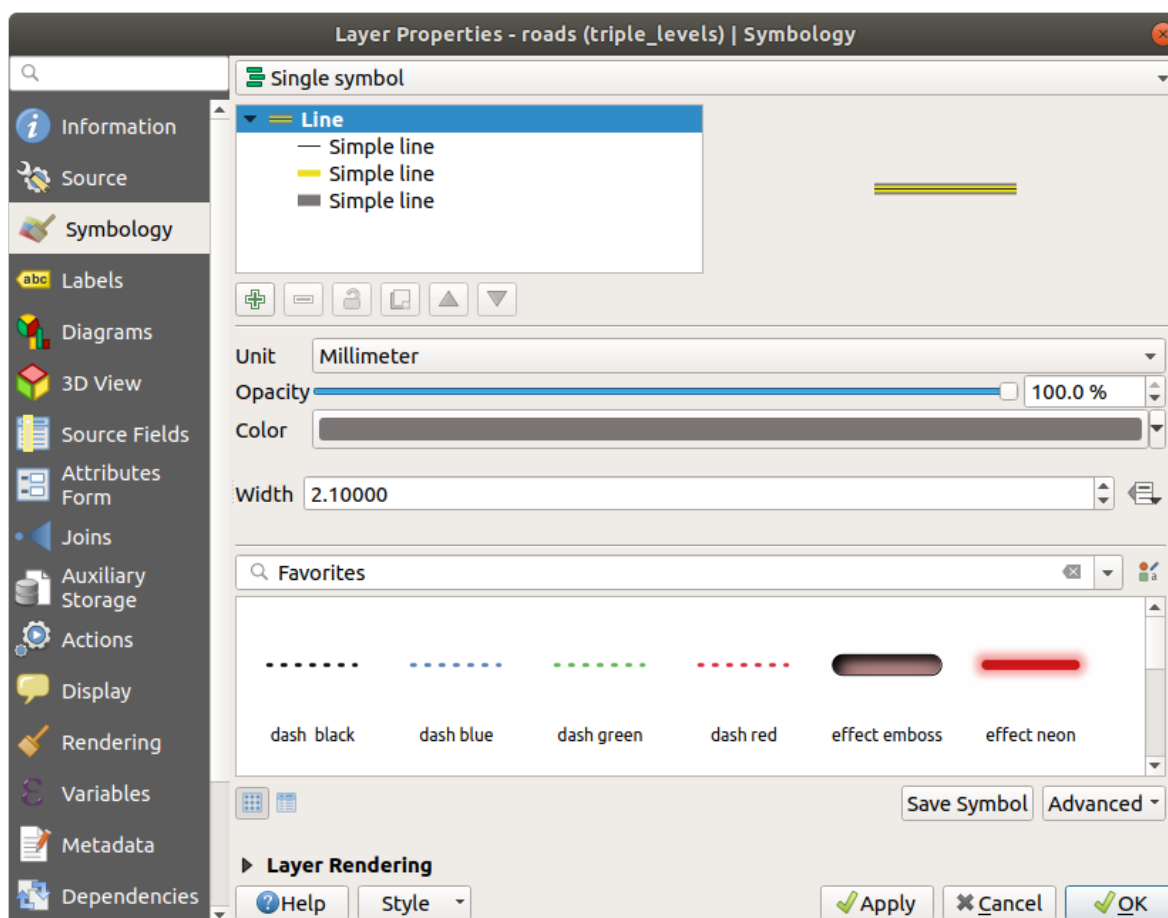 Layer Properties - roads (triple_levels) | Symbology
Information
Source
Symbology
abc Labels
Diagrams
3D View
Source Fields
Attributes
Form
Joins
Auxiliary
Storage
Actions
Display
Rendering
Variables
Metadata
Dependencies
Single symbol
Line
Simple line
Simple line
Simple line
Unit Millimeter
Opacity 100.0 %
Color
Width 2.10000
Favorites
dash black dash blue dash green dash red effect emboss effect neon
Save Symbol Advanced
Layer Rendering
Help Style Apply Cancel OK